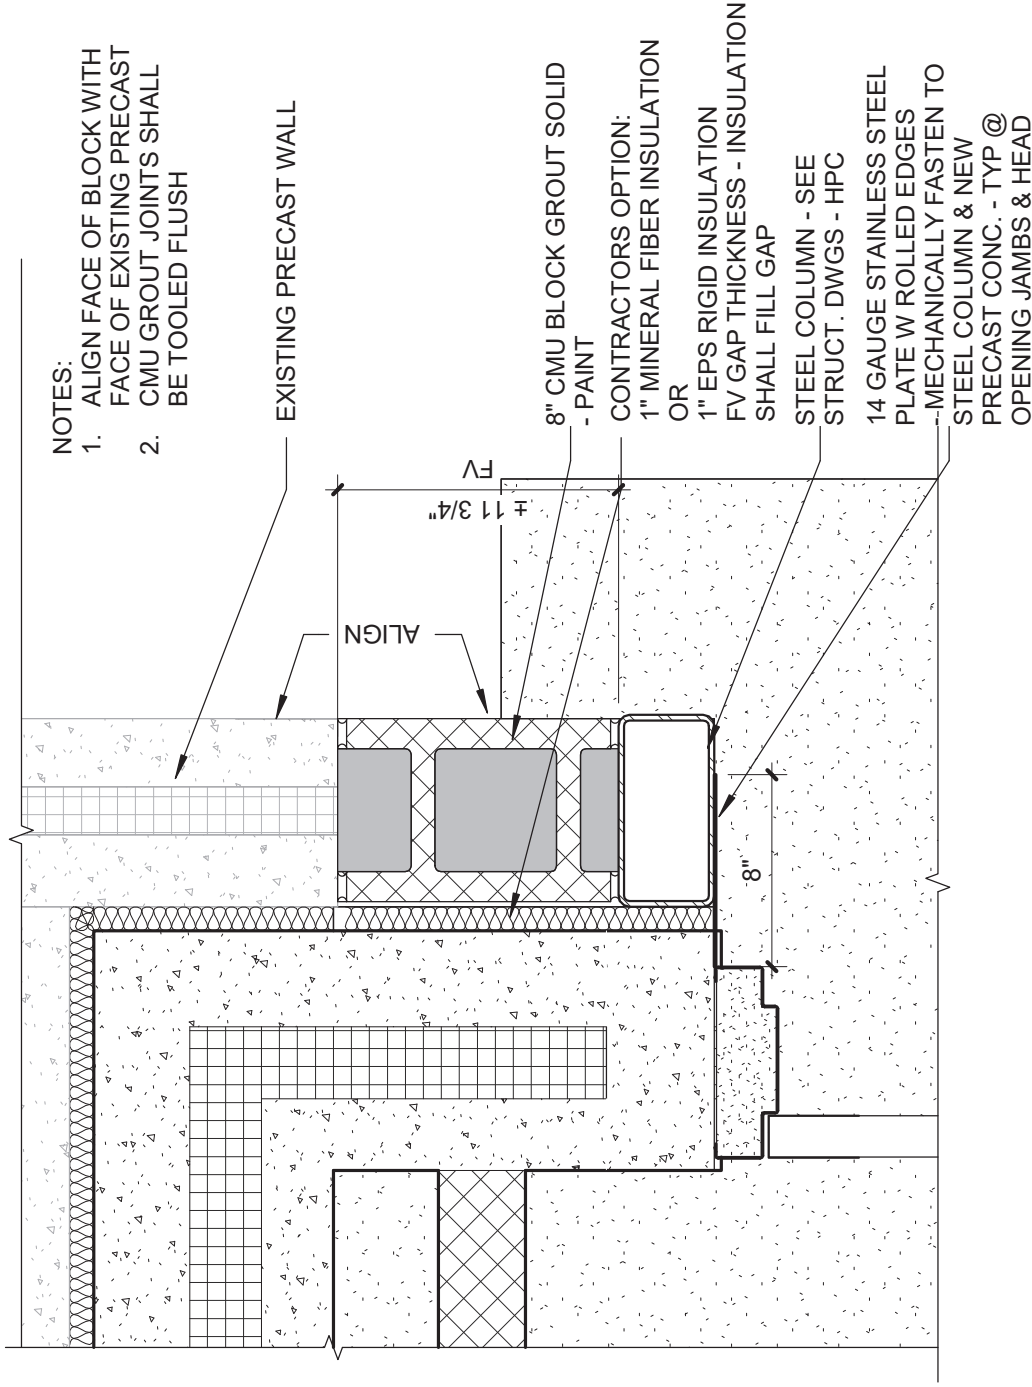 NOTES:
1. ALIGN FACE OF BLOCK WITH
FACE OF EXISTING PRECAST
2. CMU GROUT JOINTS SHALL
BE TOOLED FLUSH
EXISTING PRECAST WALL
8" CMU BLOCK GROUT SOLID
- PAINT
CONTRACTORS OPTION:
1" MINERAL FIBER INSULATION
OR
1" EPS RIGID INSULATION
FV GAP THICKNESS - INSULATION
SHALL FILL GAP
STEEL COLUMN - SEE
STRUCT. DWGS - HPC
14 GAUGE STAINLESS STEEL
PLATE W ROLLED EDGES
-MECHANICALLY FASTEN TO
STEEL COLUMN & NEW
PRECAST CONC. - TYP @
OPENING JAMBS & HEAD
FV
± 11 3/4"
ALIGN
8"